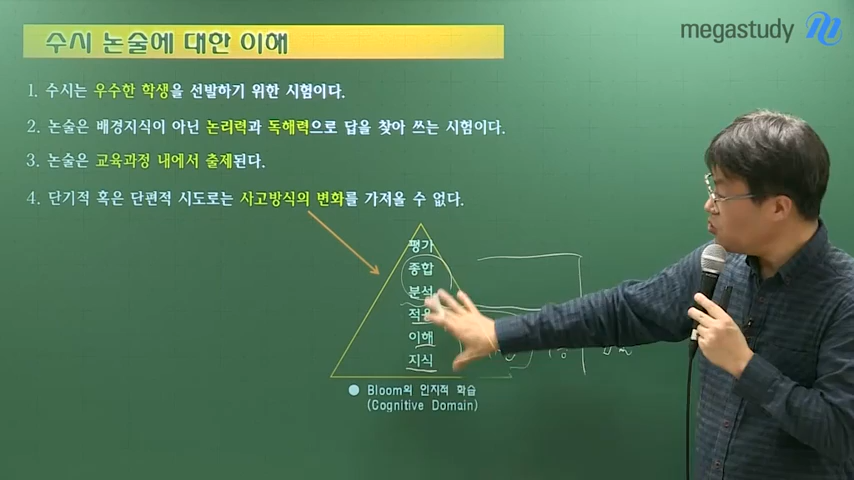 megastudy
수시 논술에 대한 이해
1. 수시는 우수한 학생을 선발하기 위한 시험이다.
2. 논술은 배경지식이 아닌 논리력과 독해력으로 답을 찾아 쓰는 시험이다.
3. 논술은 교육과정 내에서 출제된다.
4. 단기적 혹은 단편적 시도로는 사고방식의 변화를 가져올 수 없다.
평가
종합
분석
적용
이해
지식
● Bloom의 인지적 학습
(Cognitive Domain)